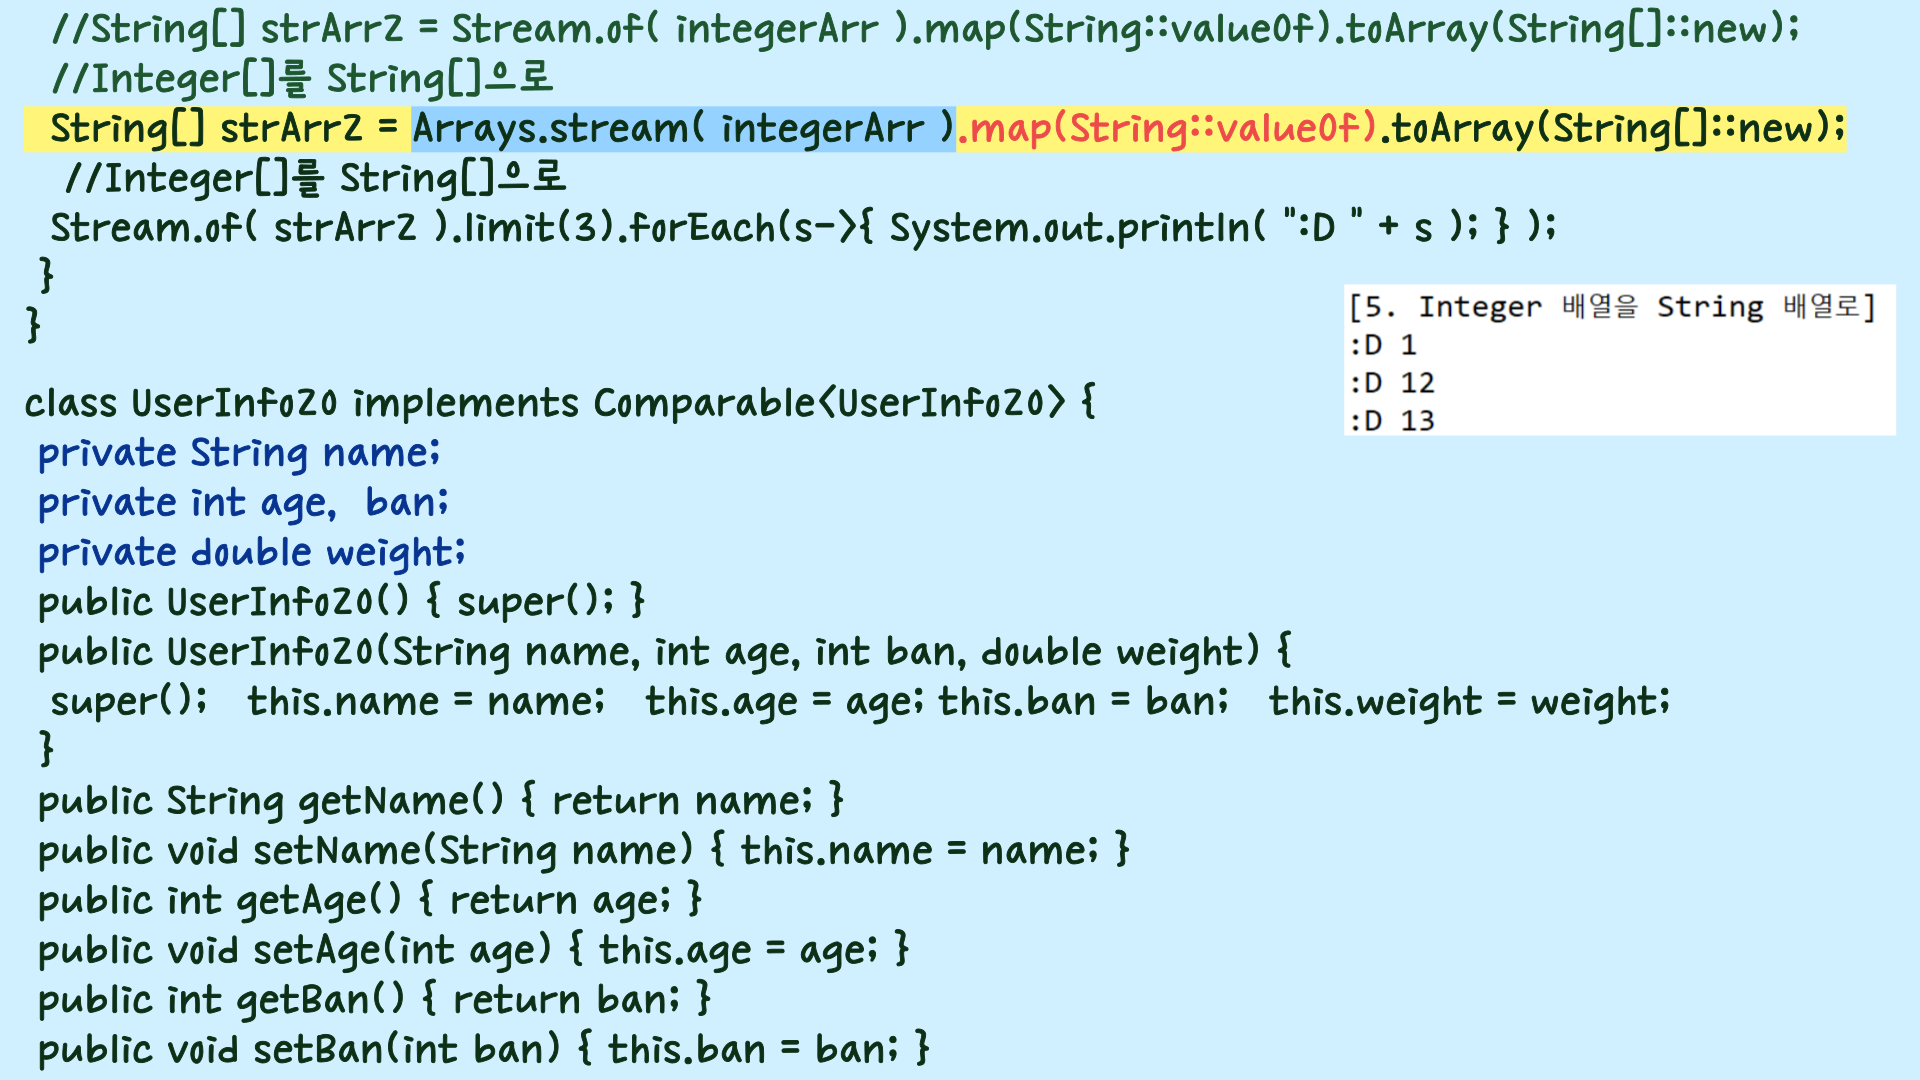 //String[] strArr2 = Stream.of( integerArr ).map(String::valueOf).toArray(String[]::new);
//Integer[]를 String[]으로
String[] strArr2 = Arrays.stream( integerArr ).map(String::valueOf).toArray(String[]::new);
//Integer[]를 String[]으로
Stream.of( strArr2 ).limit(3).forEach(s->{ System.out.println( ":D " + s ); } );
}
}
[5. Integer 배열을 String 배열로]
:D 1
:D 12
:D 13
class UserInfo20 implements Comparable<UserInfo20> {
private String name;
private int age,  ban;
private double weight;
public UserInfo20() { super(); }
public UserInfo20(String name, int age, int ban, double weight) {
super();   this.name = name;   this.age = age; this.ban = ban;   this.weight = weight;
}
public String getName() { return name; }
public void setName(String name) { this.name = name; }
public int getAge() { return age; }
public void setAge(int age) { this.age = age; }
public int getBan() { return ban; }
public void setBan(int ban) { this.ban = ban; }